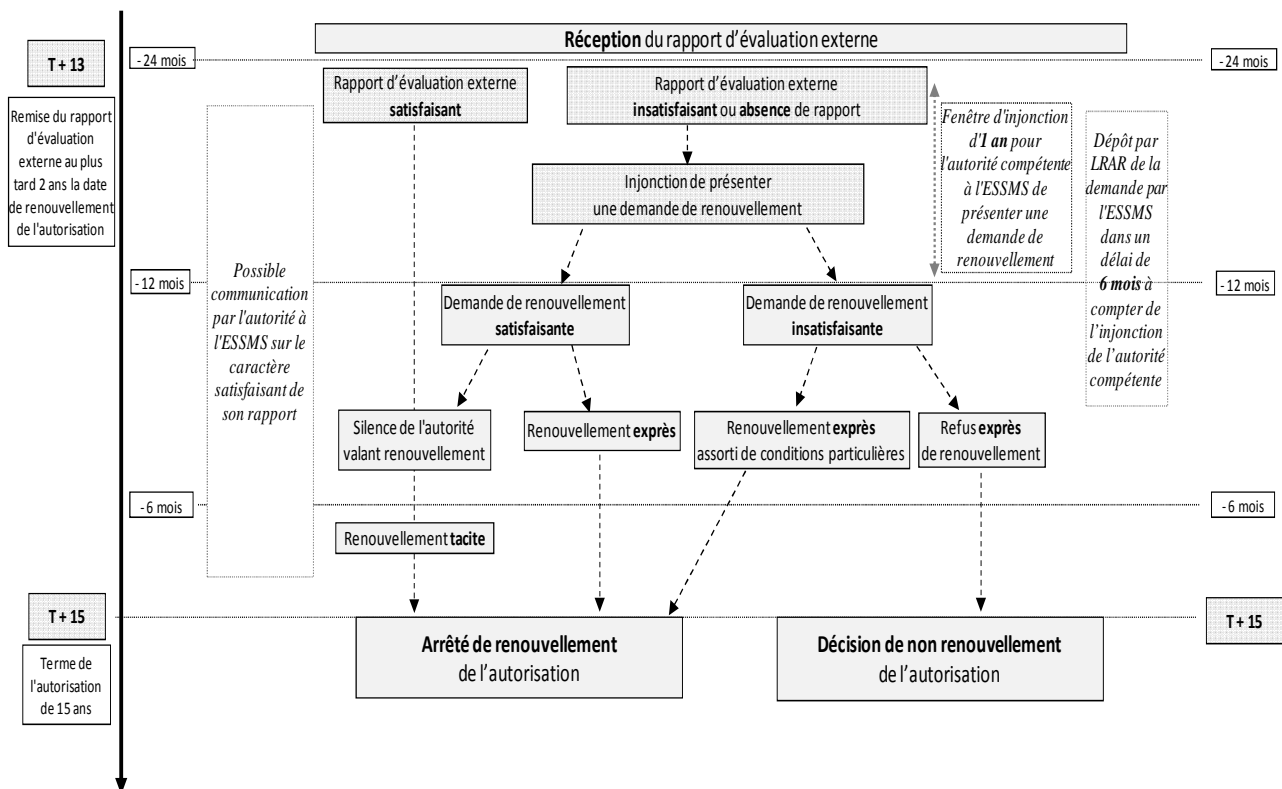 Réception du rapport d'évaluation externe
T + 13
- 24 mois
- 24 mois
Remise du rapport
d'évaluation
externe au plus
tard 2 ans la date
de renouvellement
de l'autorisation
Rapport d'évaluation externe
satisfaisant
Rapport d'évaluation externe
insatisfaisant ou absence de rapport
Fenêtre d'injonction
d'1 an pour
l'autorité compétente
à l'ESSMS de
présenter une
demande de
renouvellement
Dépôt par
LRAR de la
demande par
l'ESSMS
dans un
délai de
6 mois à
compter de
l'injonction
de l'autorité
compétente
Injonction de présenter
une demande de renouvellement
Possible
communication
par l'autorité à
l'ESSMS sur le
caractère
satisfaisant de
son rapport
- 12 mois
- 12 mois
Demande de renouvellement
satisfaisante
Demande de renouvellement
insatisfaisante
Silence de l'autorité
valant renouvellement
Renouvellement exprès
Renouvellement exprès
assorti de conditions particulières
Refus exprès
de renouvellement
- 6 mois
- 6 mois
Renouvellement tacite
T + 15
T + 15
Terme de
l'autorisation
de 15 ans
Arrêté de renouvellement
de l'autorisation
Décision de non renouvellement
de l'autorisation